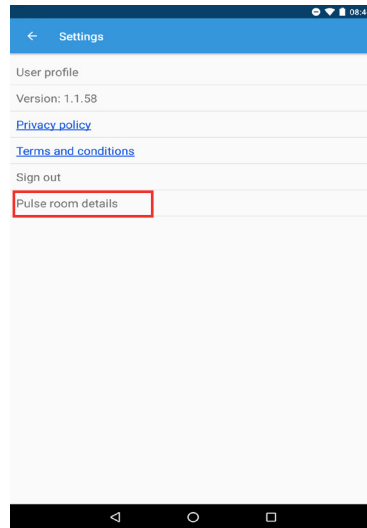 08:4
Settings
User profile
Version: 1.1.58
Privacy policy
Terms and conditions
Sign out
Pulse room details